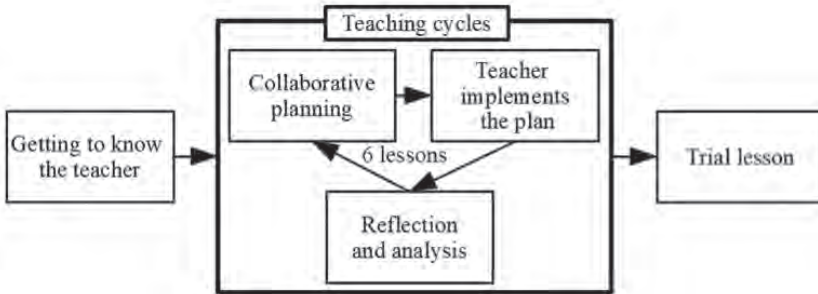 Teaching cycles
Collaborative
planning
Teacher
implements
the plan
Getting to know
the teacher
6 lessons
Trial lesson
Reflection
and analysis